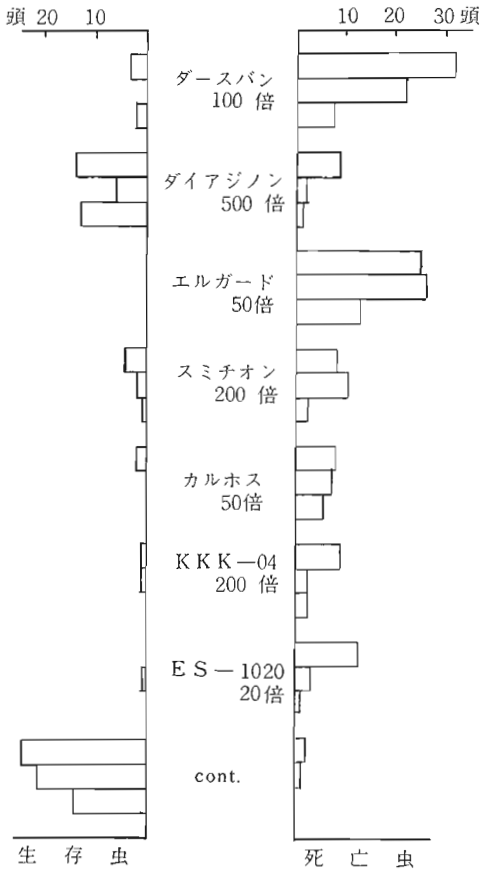 頭 20 10 10 20 30 頭
ダースバン
100 倍
ダイアジノン
500 倍
エルガード
50倍
スミチオン
200 倍
カルホス
50倍
KKK—04
200 倍
ES—1020
20倍
cont.
生 存 虫 死 亡 虫